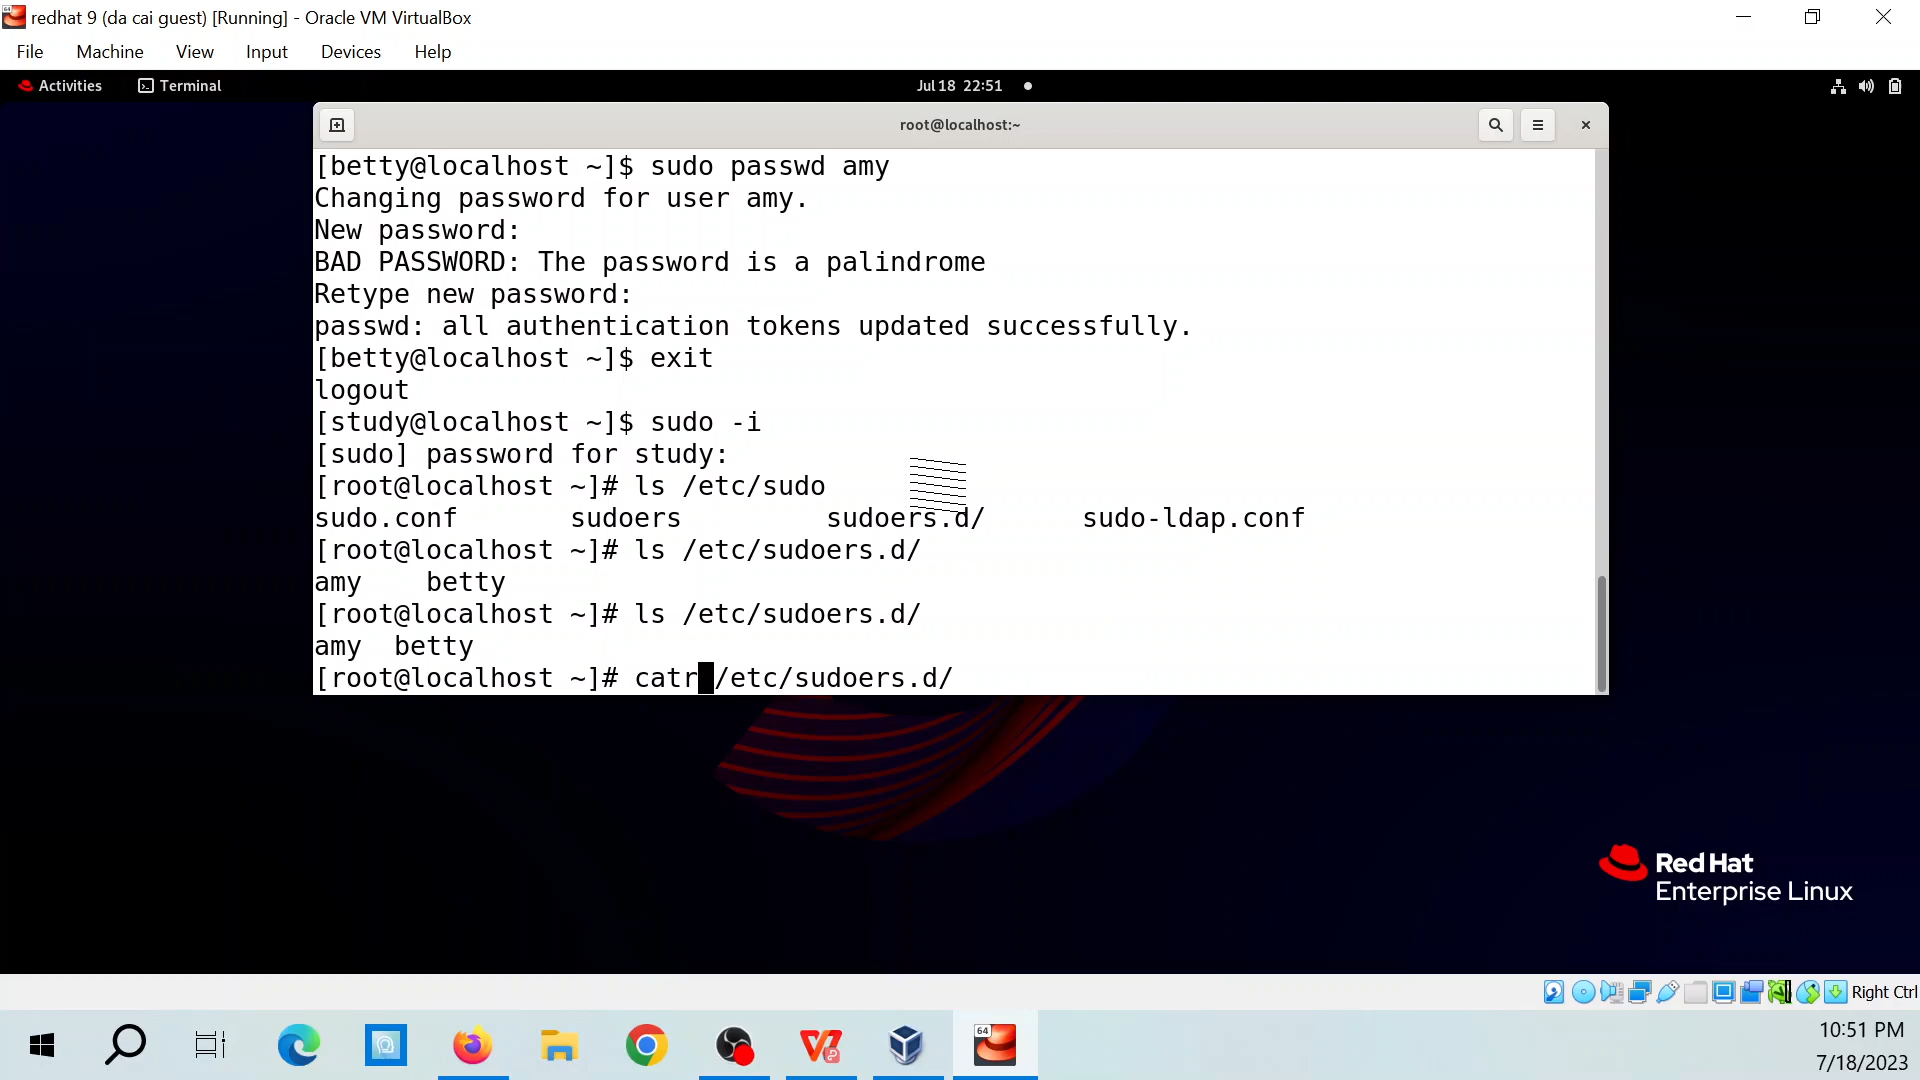 redhat 9 (da cai guest) [Running] - Oracle VM VirtualBox
File Machine View Input Devices Help
Activities Terminal Jul 18 22:51
root@localhost:~
[betty@localhost ~]$ sudo passwd amy
Changing password for user amy.
New password:
BAD PASSWORD: The password is a palindrome
Retype new password:
passwd: all authentication tokens updated successfully.
[betty@localhost ~]$ exit
logout
[study@localhost ~]$ sudo -i
[sudo] password for study:
[root@localhost ~]# ls /etc/sudo
sudo.conf sudoers sudoers.d/ sudo-ldap.conf
[root@localhost ~]# ls /etc/sudoers.d/
amy betty
[root@localhost ~]# ls /etc/sudoers.d/
amy betty
[root@localhost ~]# catr /etc/sudoers.d/
Red Hat
Enterprise Linux
Right Ctrl
64
10:51 PM
7/18/2023